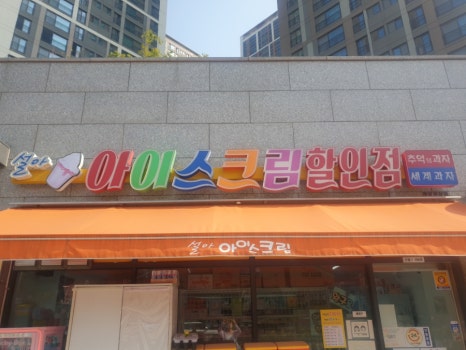 설아 아이스크림할인점
추억의과자
세계과자
설아 아이스크림